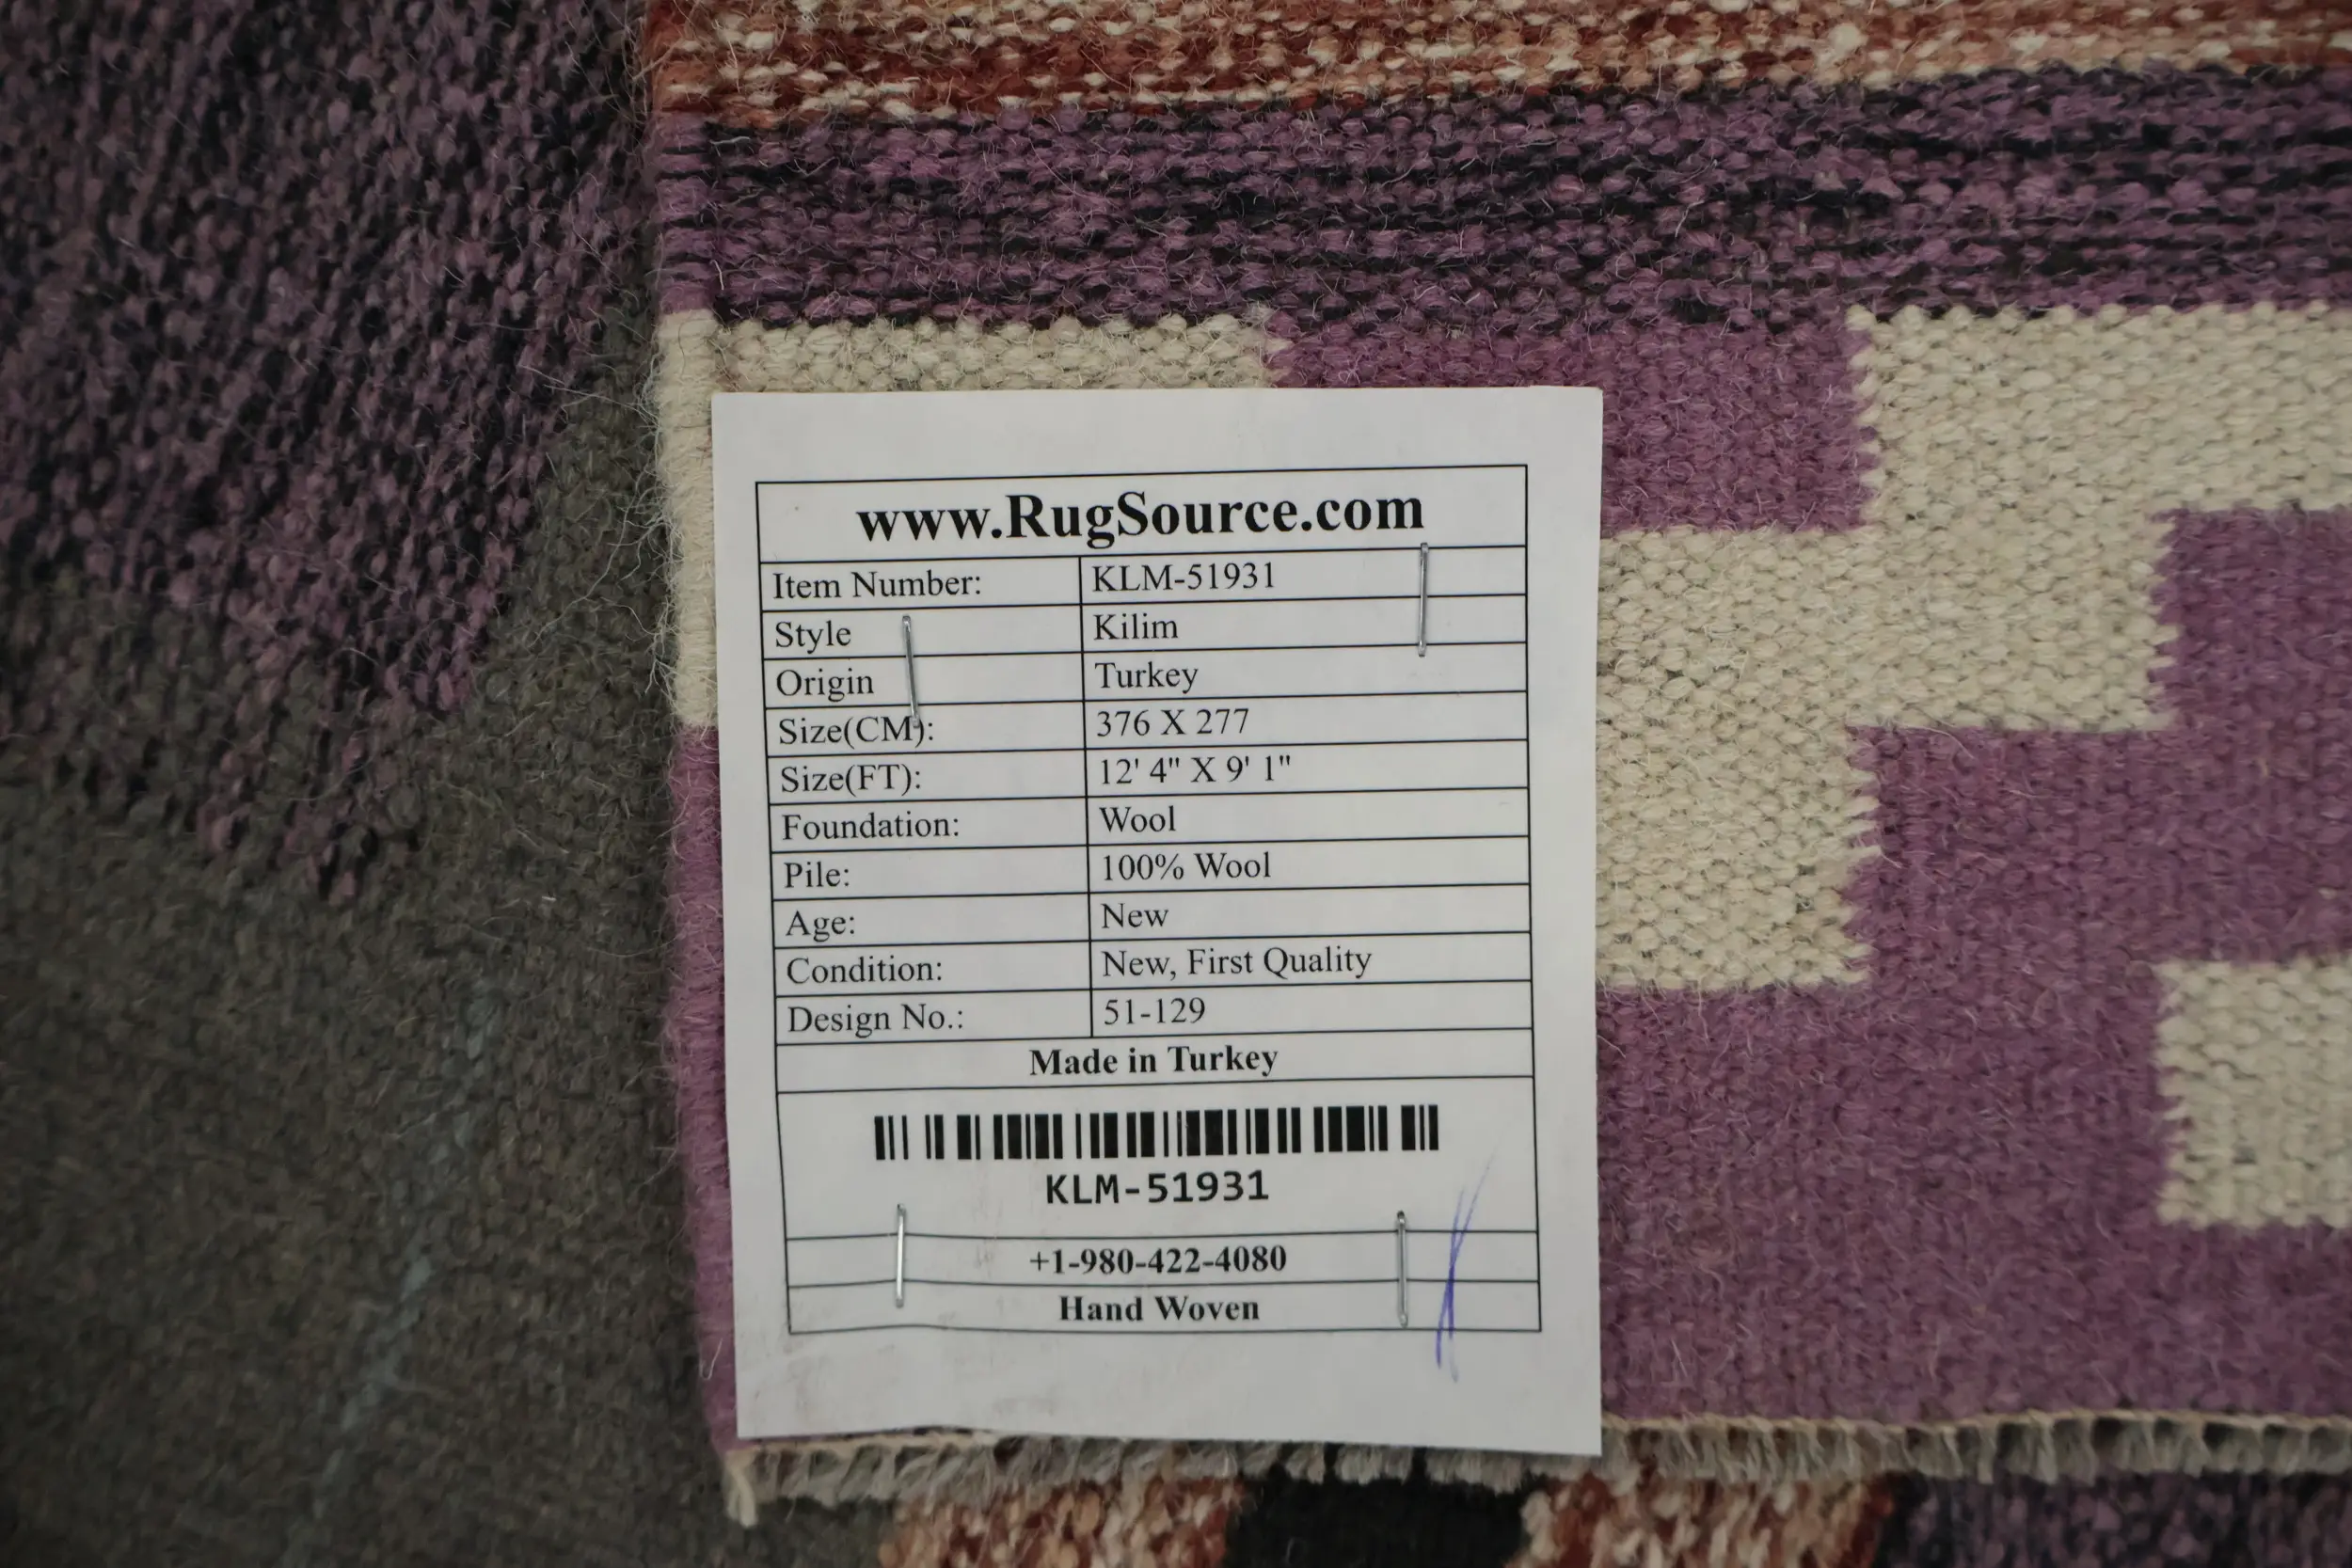 www.RugSource.com
Item Number: KLM-51931
Style Kilim
Origin Turkey
Size(CM): 376 X 277
Size(FT): 12' 4" X 9' 1"
Foundation: Wool
Pile: 100% Wool
Age: New
Condition: New, First Quality
Design No.: 51-129
Made in Turkey
KLM-51931
+1-980-422-4080
Hand Woven